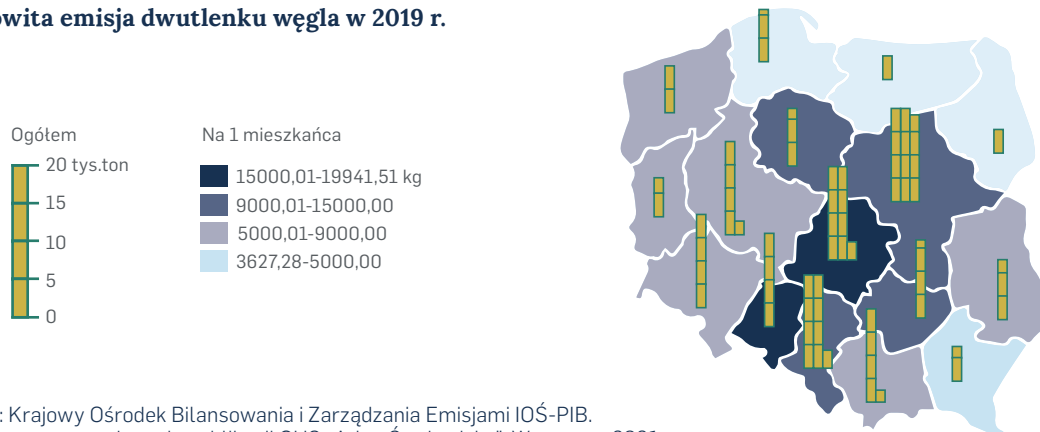 owita emisja dwutlenku węgla w 2019 r.
Ogółem
20 tys.ton
15
10
5
0
Na 1 mieszkańca
15000,01-19941,51 kg
9000,01-15000,00
5000,01-9000,00
3627,28-5000,00
: Krajowy Ośrodek Bilansowania i Zarządzania Emisjami IOŚ-PIB.